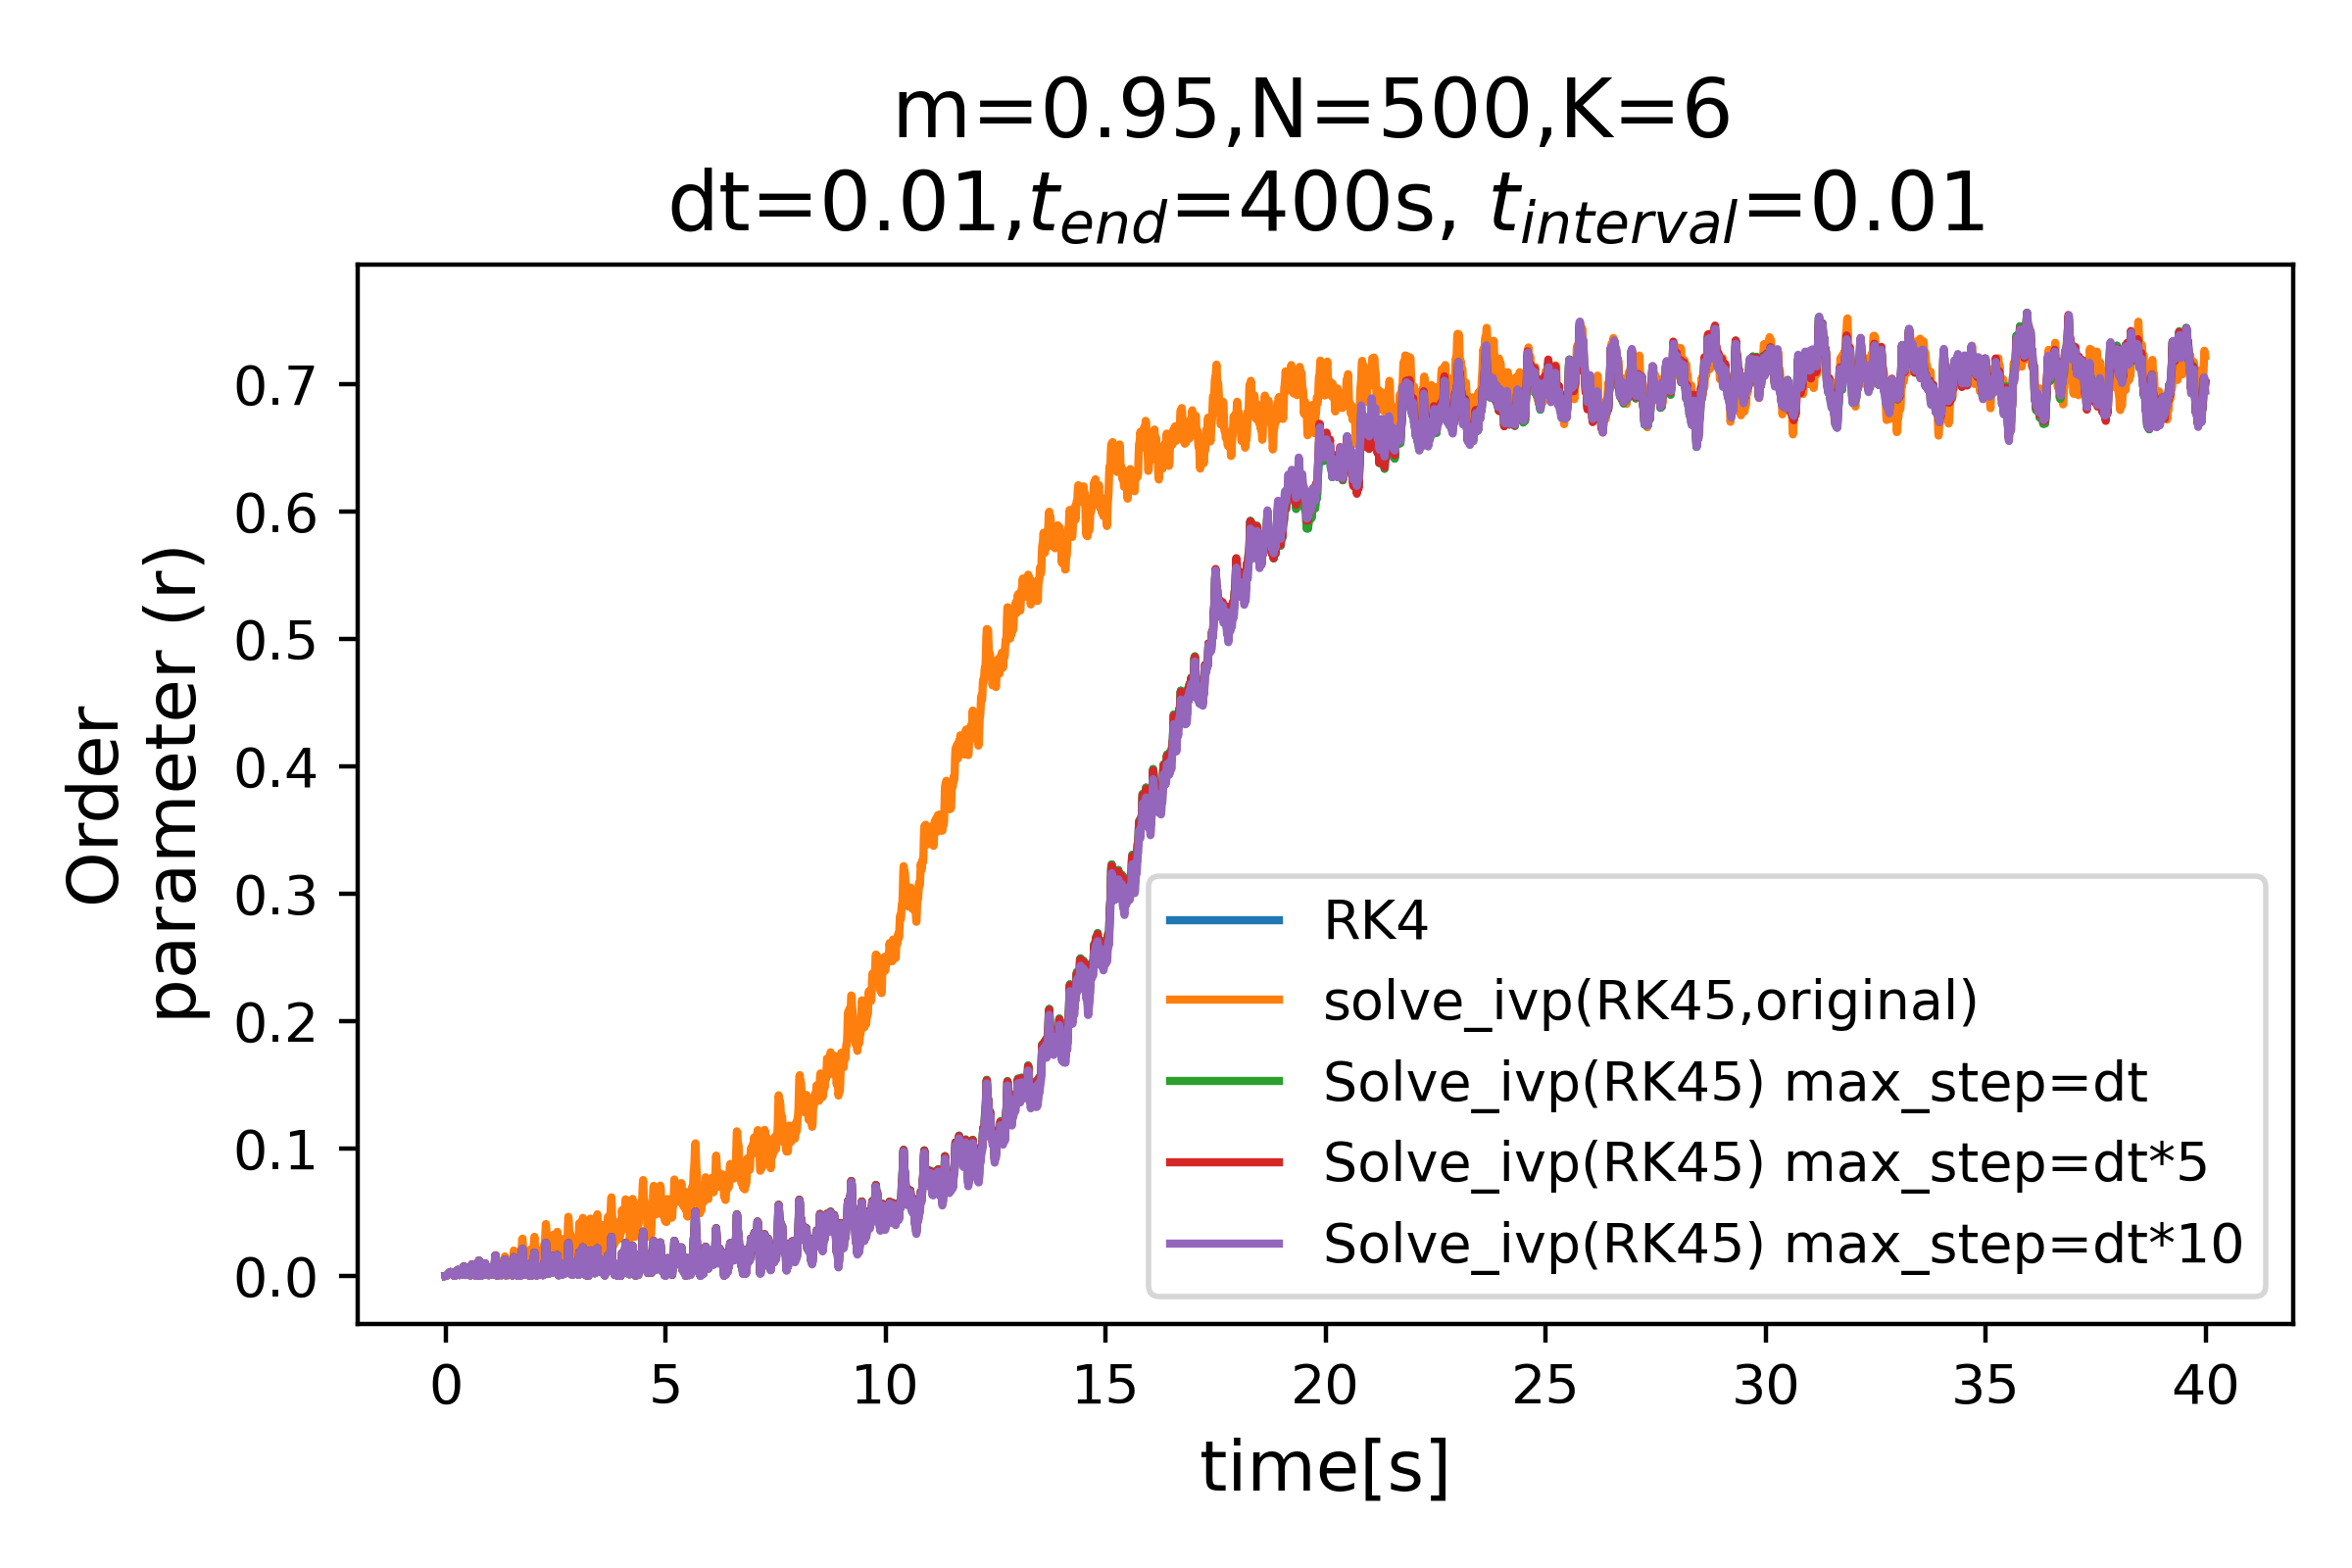 m=0.95,N=500,K=6
dt=0.01,t_end=400s, t_interval=0.01
Order
parameter (r)
0.7
0.6
0.5
0.4
0.3
0.2
0.1
0.0
RK4
solve_ivp(RK45,original)
Solve_ivp(RK45) max_step=dt
Solve_ivp(RK45) max_step=dt*5
Solve_ivp(RK45) max_step=dt*10
0 5 10 15 20 25 30 35 40
time[s]